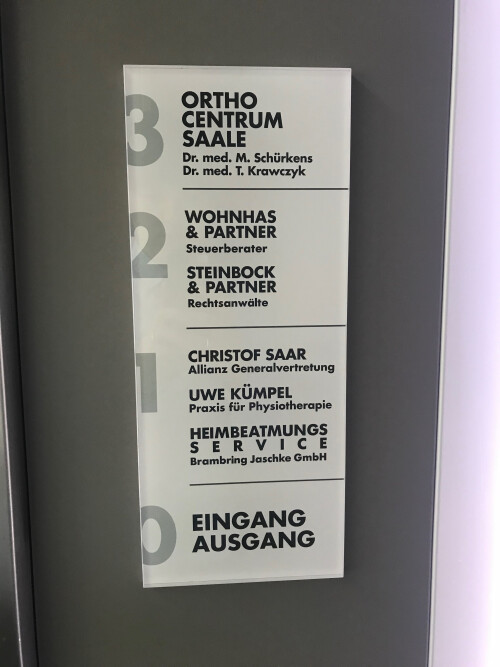 3
ORTHO
CENTRUM
SAALE
Dr. med. M. Schürkens
Dr. med. T. Krawczyk
2
WOHNHAS
& PARTNER
Steuerberater
STEINBOCK
& PARTNER
Rechtsanwälte
1
CHRISTOF SAAR
Allianz Generalvertretung
UWE KÜMPEL
Praxis für Physiotherapie
HEIMBEATMUNGS
SERVICE
Brambring Jaschke GmbH
0
EINGANG
AUSGANG